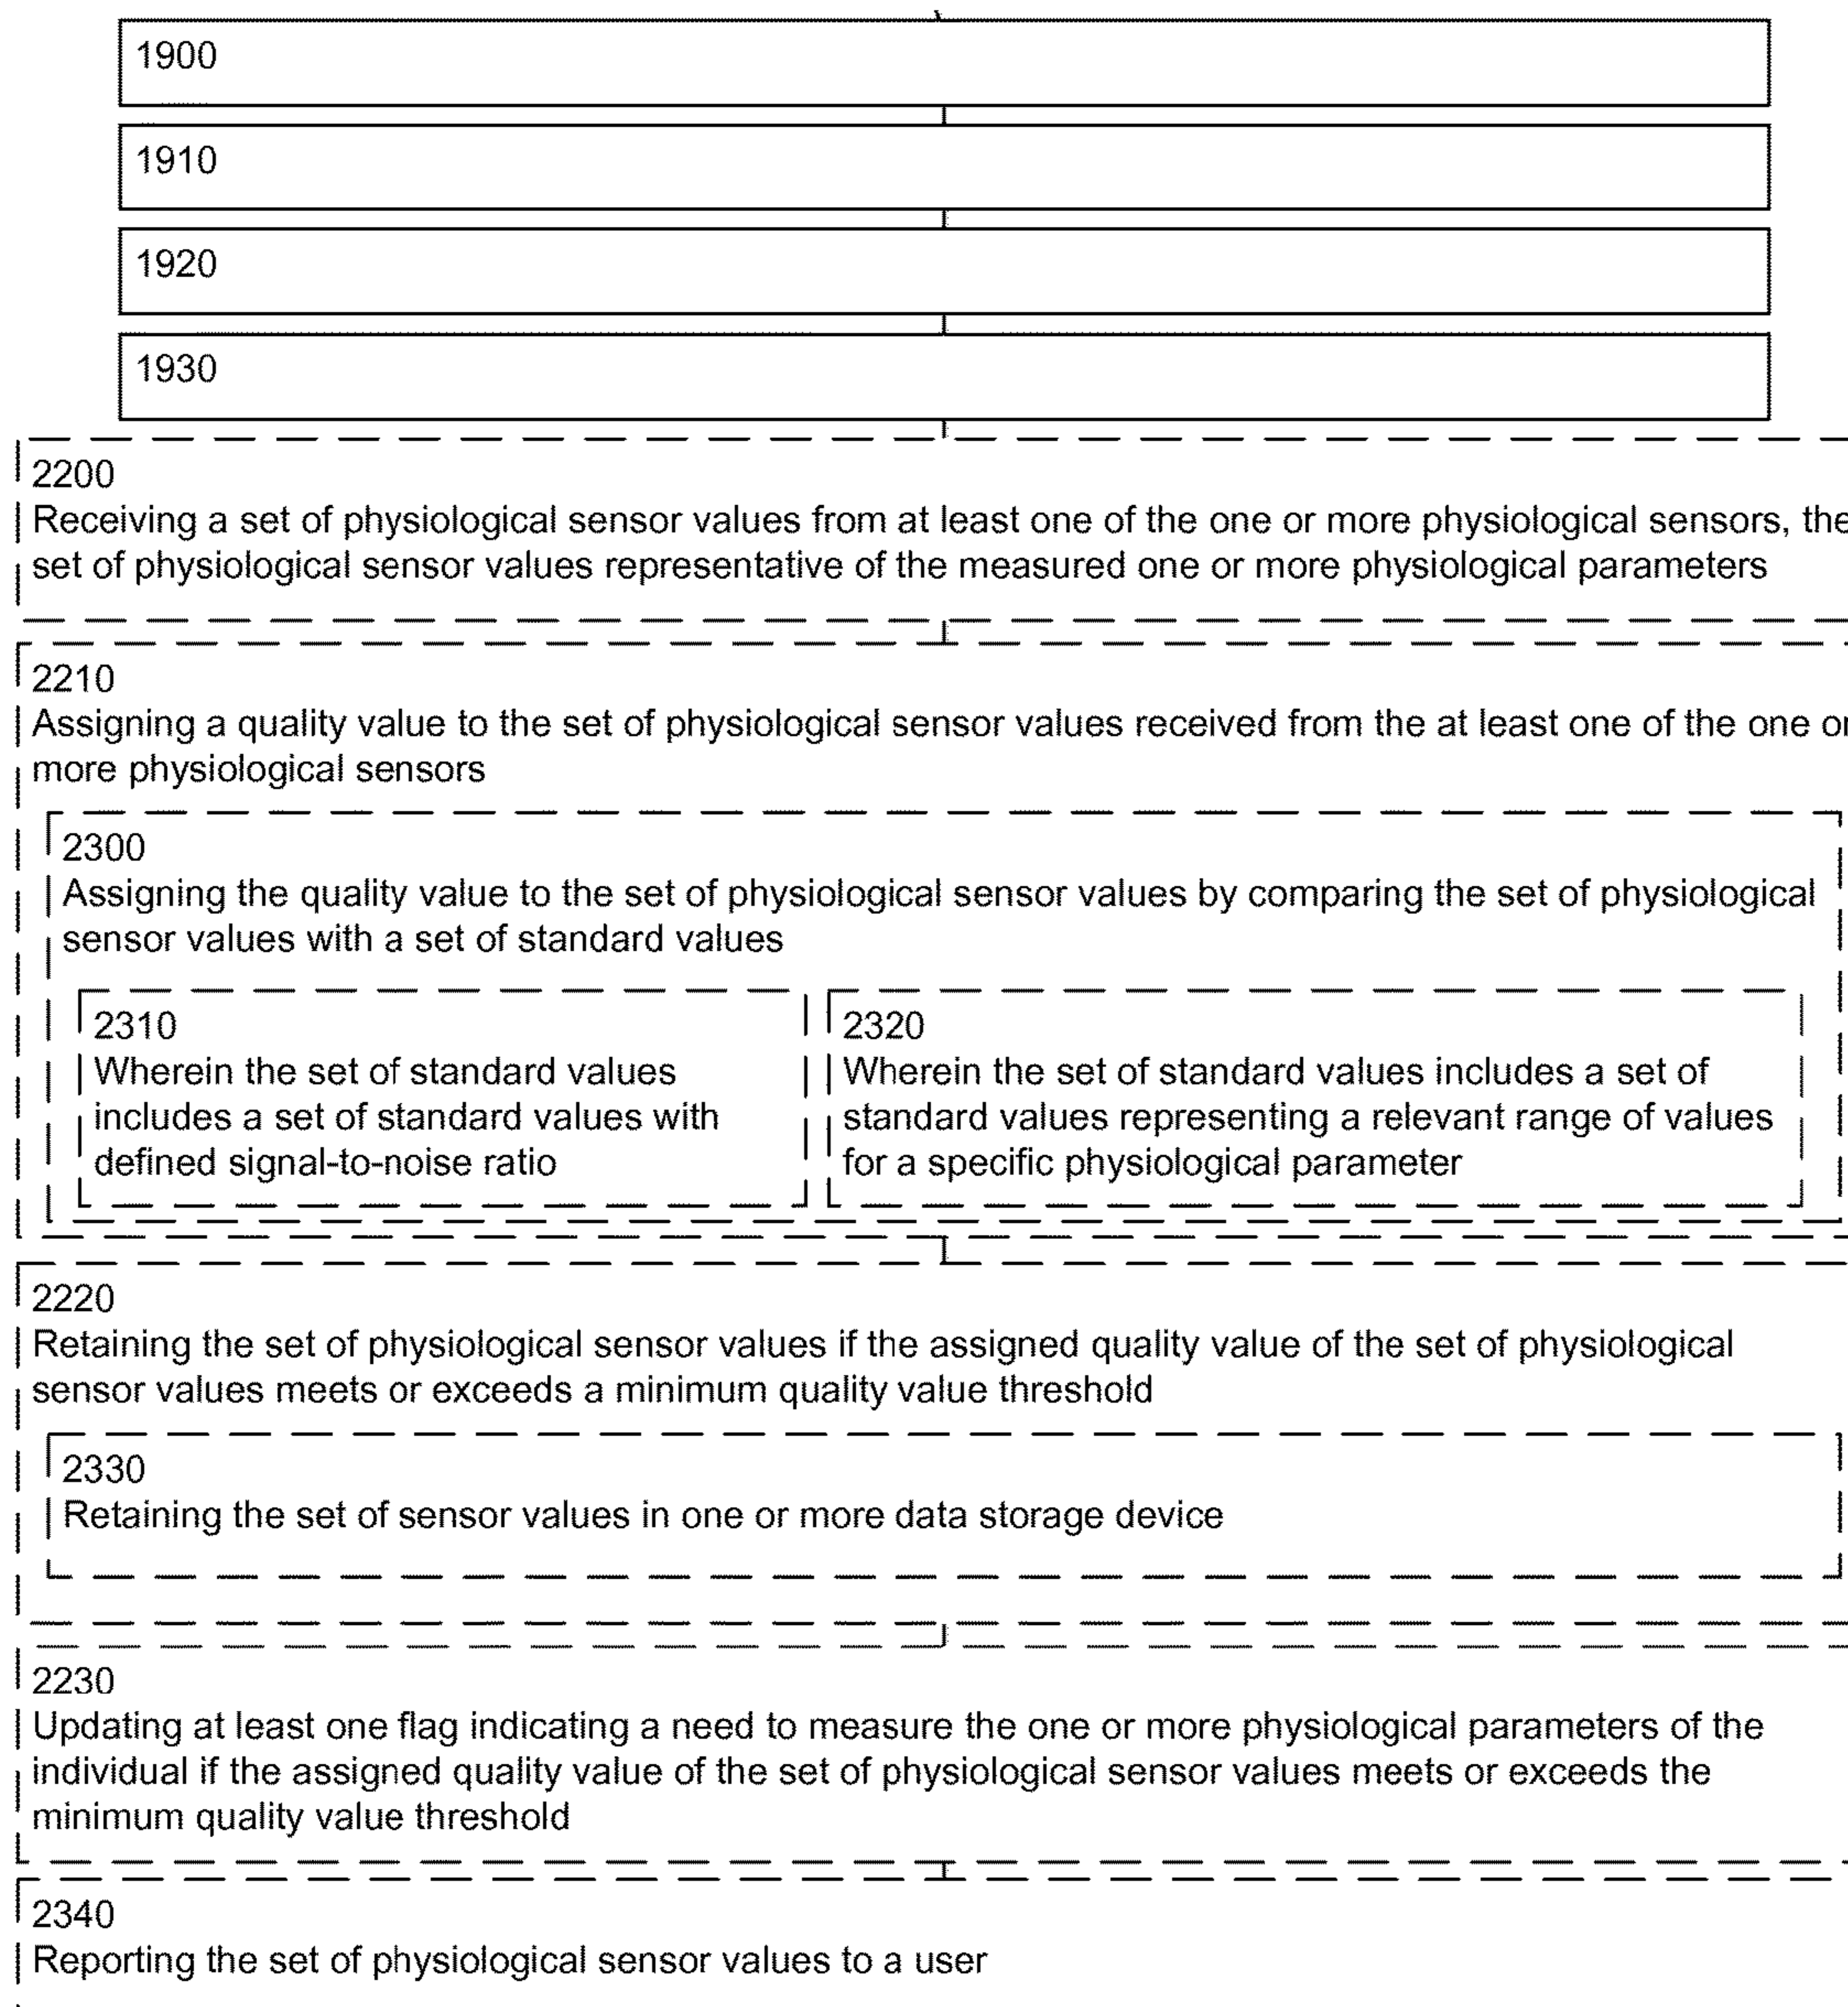 1900
1910
1920
1930
2200
Receiving a set of physiological sensor values from at least one of the one or more physiological sensors, the
set of physiological sensor values representative of the measured one or more physiological parameters
2210
Assigning a quality value to the set of physiological sensor values received from the at least one of the one or
more physiological sensors
2300
Assigning the quality value to the set of physiological sensor values by comparing the set of physiological
sensor values with a set of standard values
2310
Wherein the set of standard values
includes a set of standard values with
defined signal-to-noise ratio
2320
Wherein the set of standard values includes a set of
standard values representing a relevant range of values
for a specific physiological parameter
2220
Retaining the set of physiological sensor values if the assigned quality value of the set of physiological
sensor values meets or exceeds a minimum quality value threshold
2330
Retaining the set of sensor values in one or more data storage device
2230
Updating at least one flag indicating a need to measure the one or more physiological parameters of the
individual if the assigned quality value of the set of physiological sensor values meets or exceeds the
minimum quality value threshold
2340
Reporting the set of physiological sensor values to a user